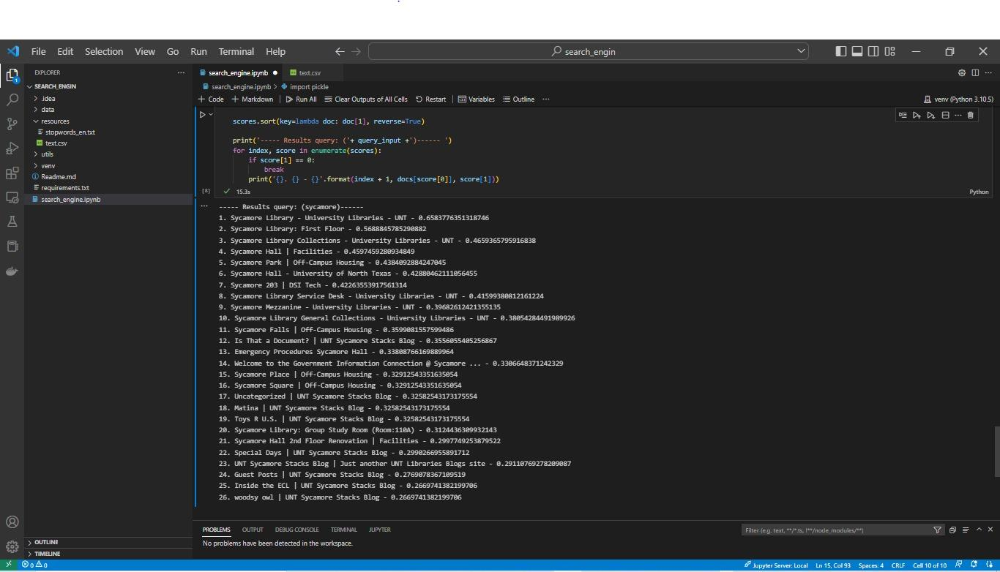 File Edit Selection View Go Run Terminal Help
search_engin
EXPLORER
SEARCH_ENGIN
.idea
data
resources
stopwords_en.txt
text.csv
utils
venv
Readme.md
requirements.txt
search_engine.ipynb
OUTLINE
TIMELINE
1
search_engine.ipynb text.csv
search_engine.ipynb > import pickle
Code Markdown Run All Clear Outputs of All Cells Restart Variables Outline venv (Python 3.10.5)
scores.sort(key=lambda doc: doc[1], reverse=True)
print('----- Results query: ('+ query_input +')------ ')
for index, score in enumerate(scores):
if score[1] == 0:
break
print('{}. {} - {}'.format(index + 1, docs[score[0]], score[1]))
[8] 15.3s Python
----- Results query: (sycamore)------
1. Sycamore Library - University Libraries - UNT - 0.6583776351318746
2. Sycamore Library: First Floor - 0.5688845785290882
3. Sycamore Library Collections - University Libraries - UNT - 0.4659365795916838
4. Sycamore Hall | Facilities - 0.4597459280934849
5. Sycamore Park | Off-Campus Housing - 0.4384092884247045
6. Sycamore Hall - University of North Texas - 0.42880462111056455
7. Sycamore 203 | DSI Tech - 0.42263553917561314
8. Sycamore Library Service Desk - University Libraries - UNT - 0.41599380812161224
9. Sycamore Mezzanine - University Libraries - UNT - 0.39682612421355135
10. Sycamore Library General Collections - University Libraries - UNT - 0.38054284491989926
11. Sycamore Falls | Off-Campus Housing - 0.3599081557599486
12. Is That a Document? | UNT Sycamore Stacks Blog - 0.3556055405256867
13. Emergency Procedures Sycamore Hall - 0.33808766169889964
14. Welcome to the Government Information Connection @ Sycamore ... - 0.3306648371242329
15. Sycamore Place | Off-Campus Housing - 0.32912543351635054
16. Sycamore Square | Off-Campus Housing - 0.32912543351635054
17. Uncategorized | UNT Sycamore Stacks Blog - 0.32582543173175554
18. Matina | UNT Sycamore Stacks Blog - 0.32582543173175554
19. Toys R U.S. | UNT Sycamore Stacks Blog - 0.32582543173175554
20. Sycamore Library: Group Study Room (Room:110A) - 0.3124436309932143
21. Sycamore Hall 2nd Floor Renovation | Facilities - 0.2997749253879522
22. Special Days | UNT Sycamore Stacks Blog - 0.2990266955891712
23. UNT Sycamore Stacks Blog | Just another UNT Libraries Blogs site - 0.29110769278209087
24. Guest Posts | UNT Sycamore Stacks Blog - 0.2769078367109519
25. Inside the ECL | UNT Sycamore Stacks Blog - 0.2669741382199706
26. woodsy owl | UNT Sycamore Stacks Blog - 0.2669741382199706
PROBLEMS OUTPUT DEBUG CONSOLE TERMINAL JUPYTER Filter (e.g. text, **/*.ts, !**/node_modules/**)
No problems have been detected in the workspace.
0 0 Jupyter Server: Local Ln 15, Col 93 Spaces: 4 CRLF Cell 10 of 10